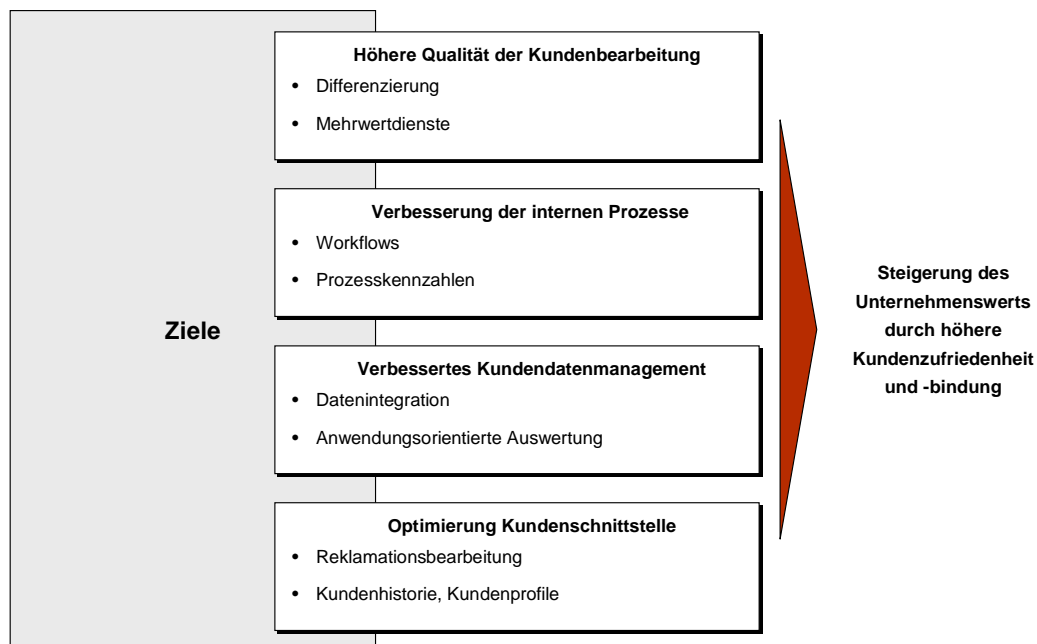 Ziele
Höhere Qualität der Kundenbearbeitung
• Differenzierung
• Mehrwertdienste
Verbesserung der internen Prozesse
• Workflows
• Prozesskennzahlen
Verbessertes Kundendatenmanagement
• Datenintegration
• Anwendungsorientierte Auswertung
Optimierung Kundenschnittstelle
• Reklamationsbearbeitung
• Kundenhistorie, Kundenprofile
Steigerung des
Unternehmenswerts
durch höhere
Kundenzufriedenheit
und -bindung